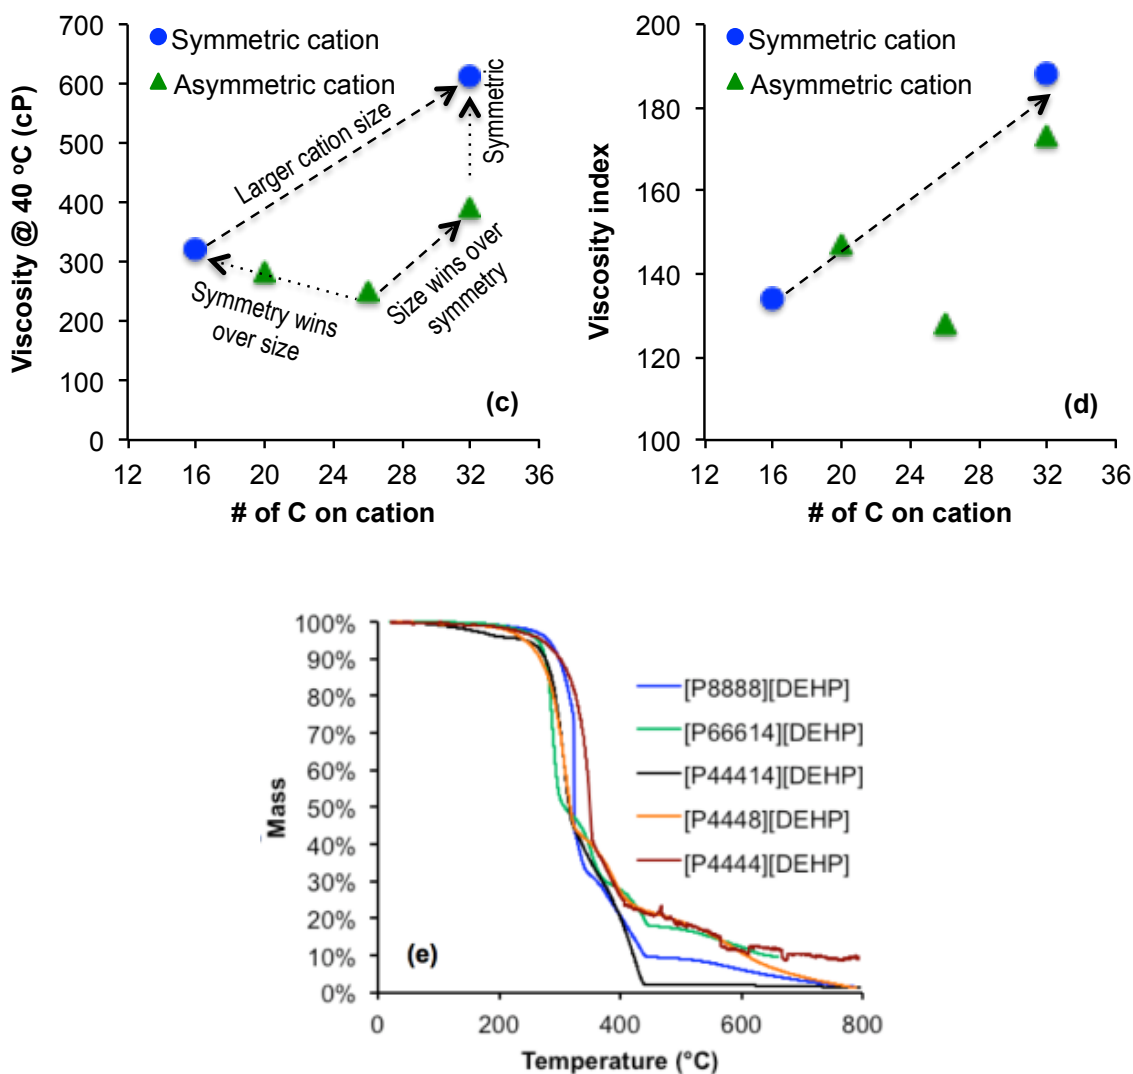 700
600
500
400
300
200
100
0
12 16 20 24 28 32 36
Viscosity @ 40 ºC (cP)
# of C on cation
Symmetric cation
Asymmetric cation
Larger cation size
Symmetric
Symmetry wins
over size
Size wins over
symmetry
(c)
200
180
160
140
120
100
12 16 20 24 28 32 36
Viscosity index
# of C on cation
Symmetric cation
Asymmetric cation
(d)
100%
90%
80%
70%
60%
50%
40%
30%
20%
10%
0%
0 200 400 600 800
Mass
Temperature (°C)
[P8888][DEHP]
[P66614][DEHP]
[P44414][DEHP]
[P4448][DEHP]
[P4444][DEHP]
(e)